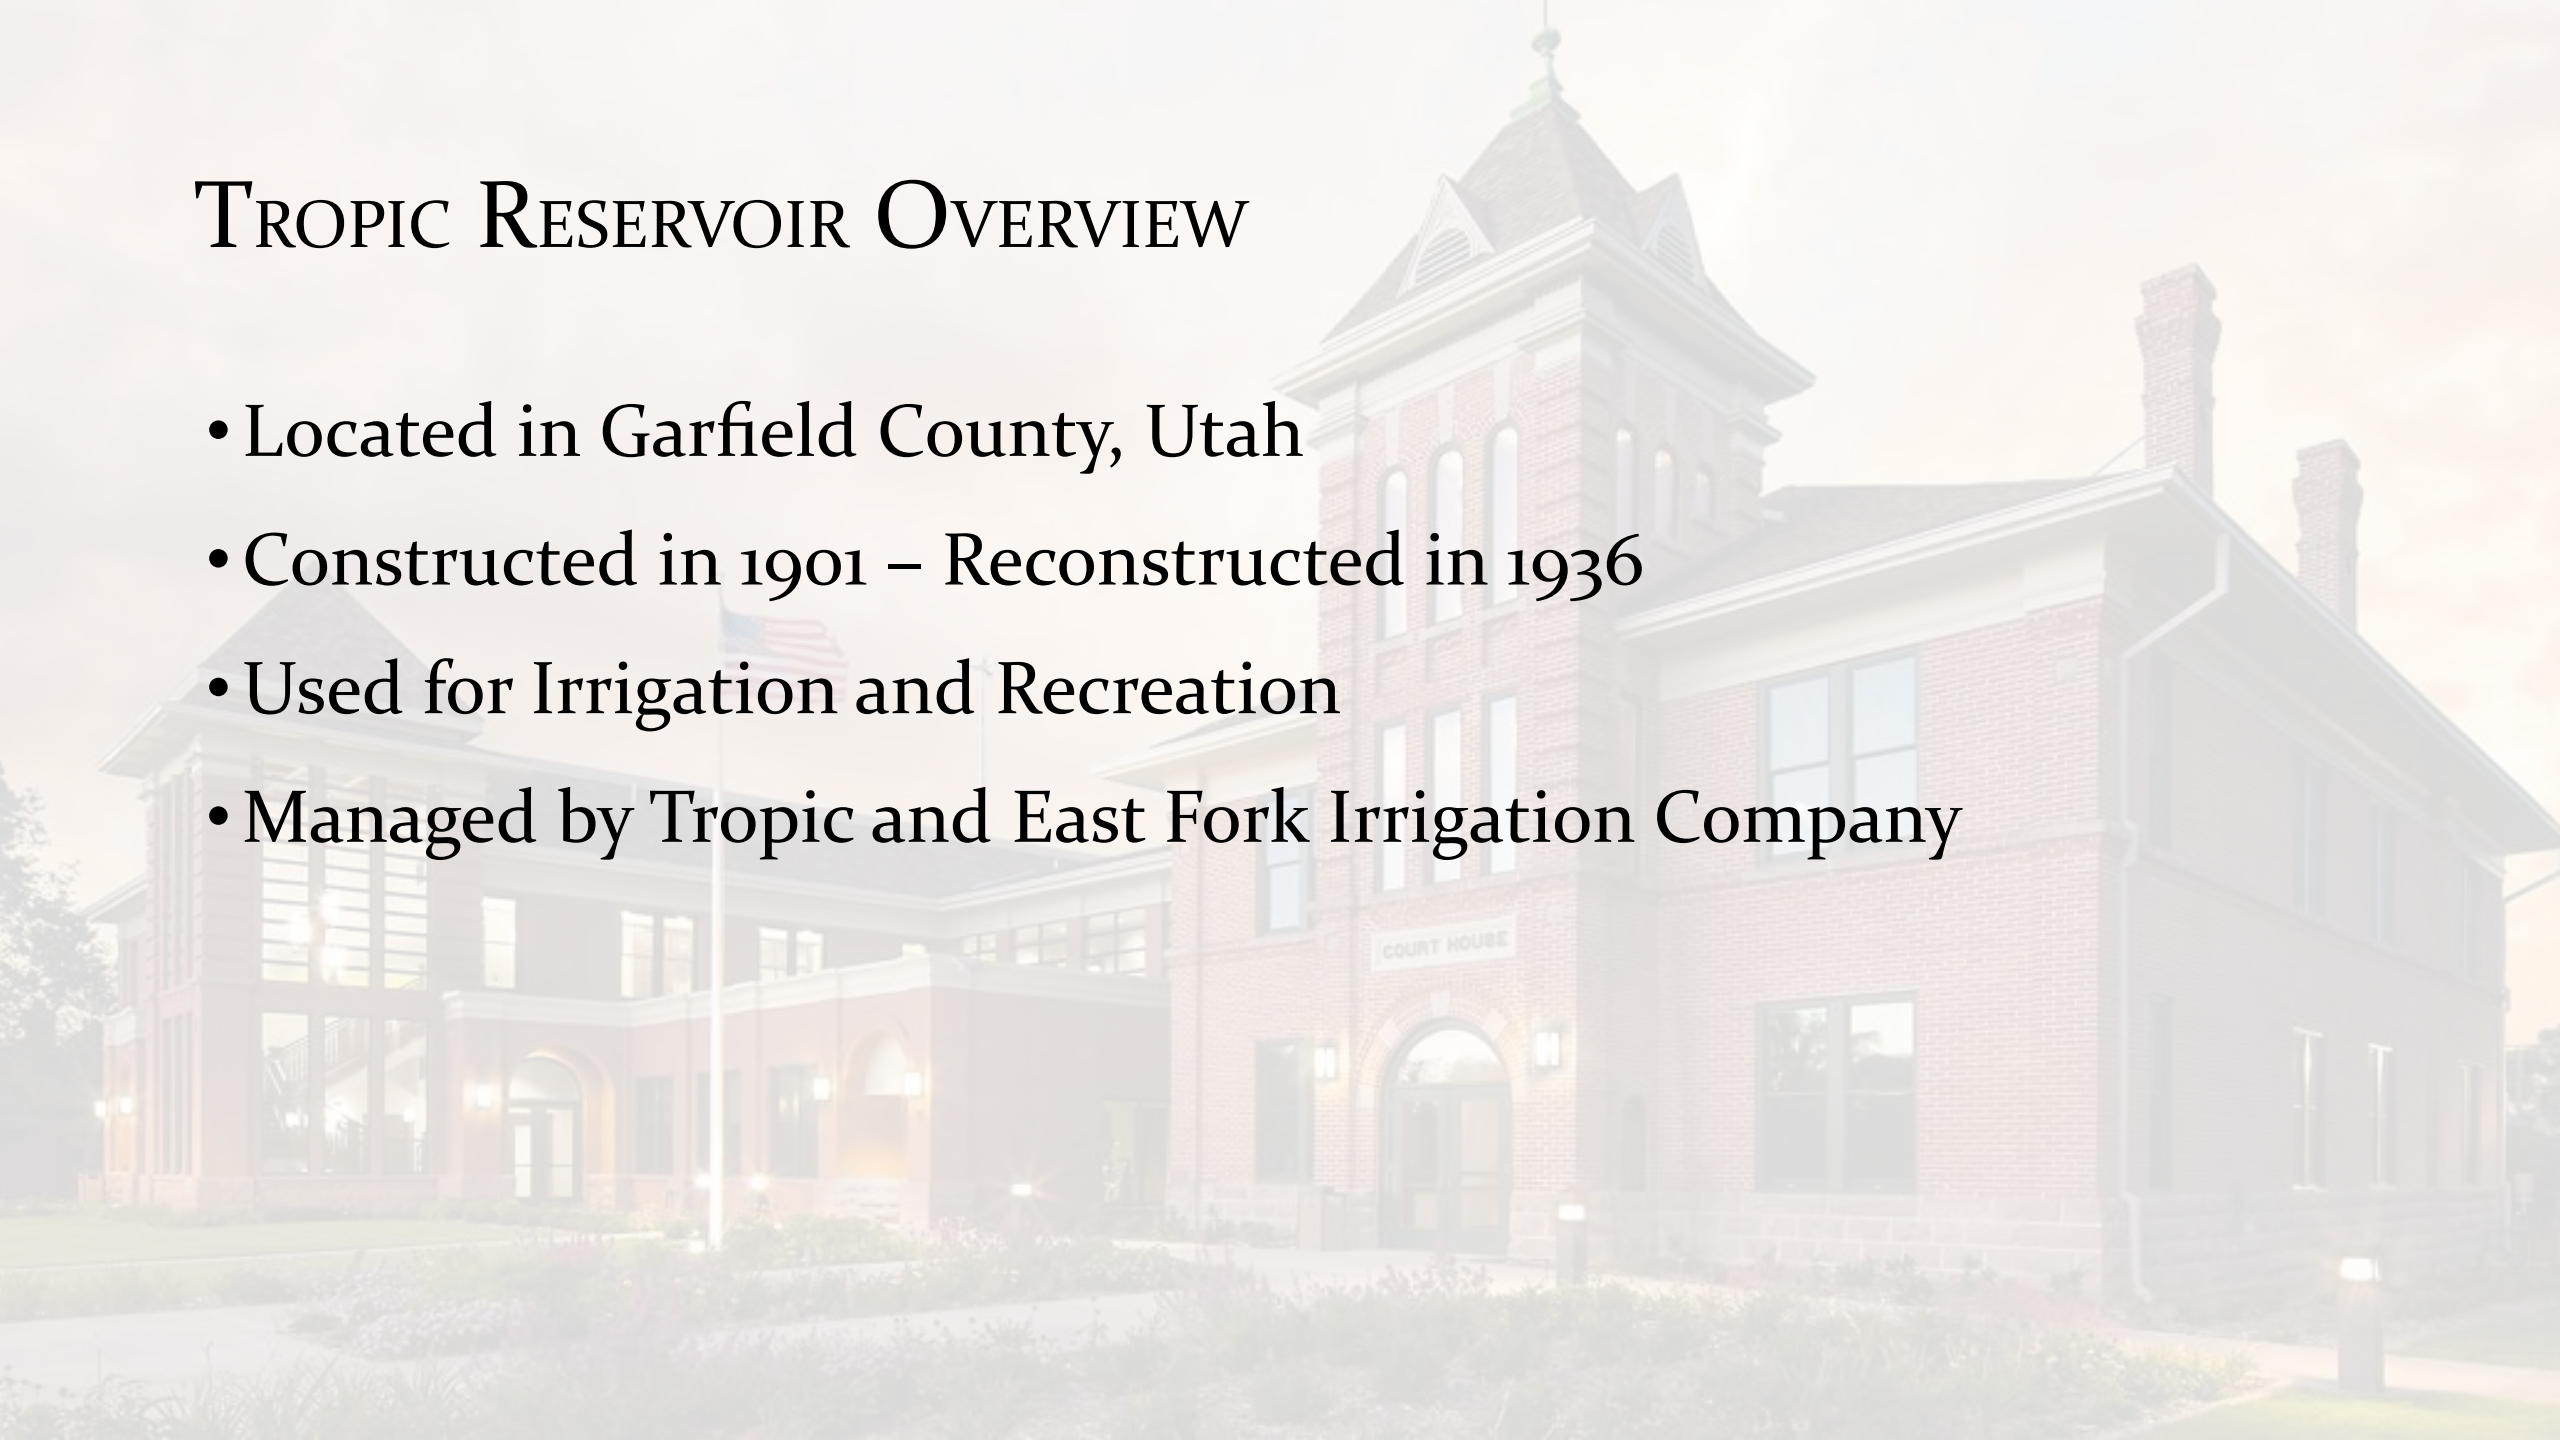 Tropic Reservoir Overview
• Located in Garfield County, Utah
• Constructed in 1901 – Reconstructed in 1936
• Used for Irrigation and Recreation
• Managed by Tropic and East Fork Irrigation Company
COURT HOUSE